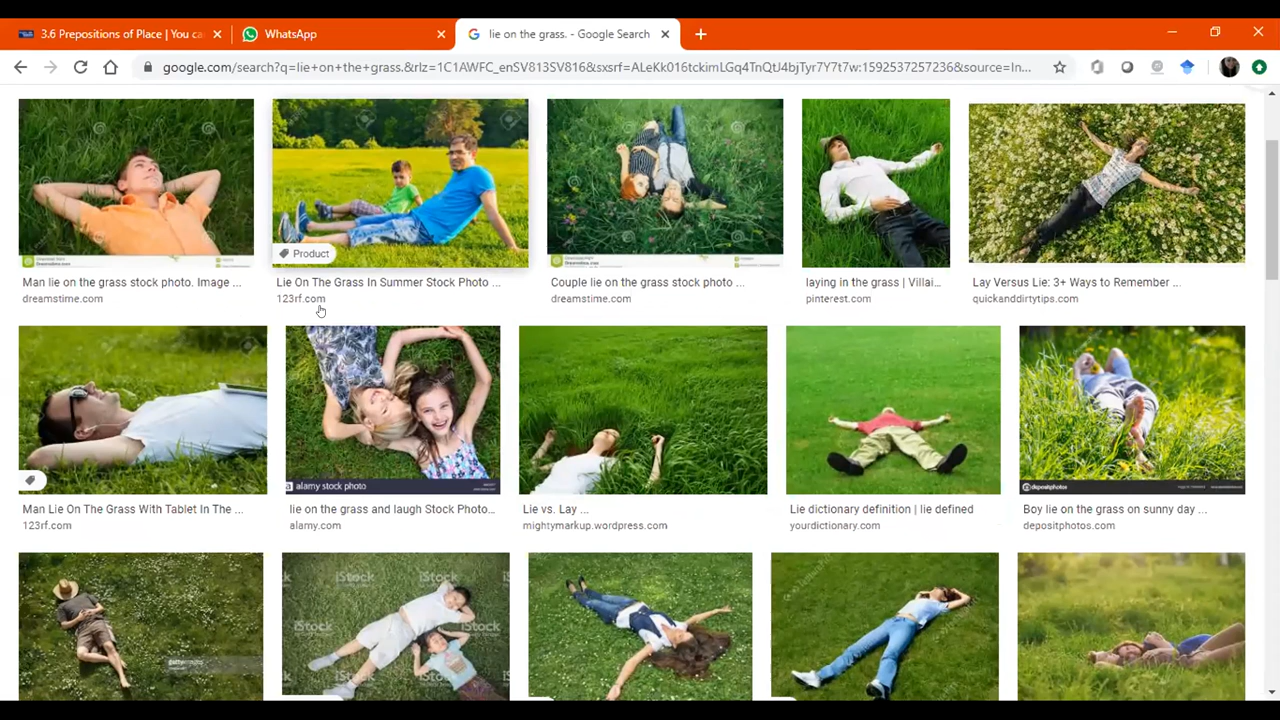 3.6 Prepositions of Place | You ca
WhatsApp
lie on the grass. - Google Search
google.com/search?q=lie+on+the+grass.&rlz=1C1AWFC_enSV813SV816&sxsrf=ALeKk016tckimLGq4TnQtJ4bjTyr7Y7t7w:1592537257236&source=In...
Product
Man lie on the grass stock photo. Image ...
dreamstime.com
Lie On The Grass In Summer Stock Photo ...
123rf.com
Couple lie on the grass stock photo ...
dreamstime.com
laying in the grass | Villai...
pinterest.com
Lay Versus Lie: 3+ Ways to Remember ...
quickanddirtytips.com
a alamy stock photo
depositphotos
Man Lie On The Grass With Tablet In The ...
123rf.com
lie on the grass and laugh Stock Photo...
alamy.com
Lie vs. Lay ...
mightymarkup.wordpress.com
Lie dictionary definition | lie defined
yourdictionary.com
Boy lie on the grass on sunny day ...
depositphotos.com
iStock
iStock
iStock